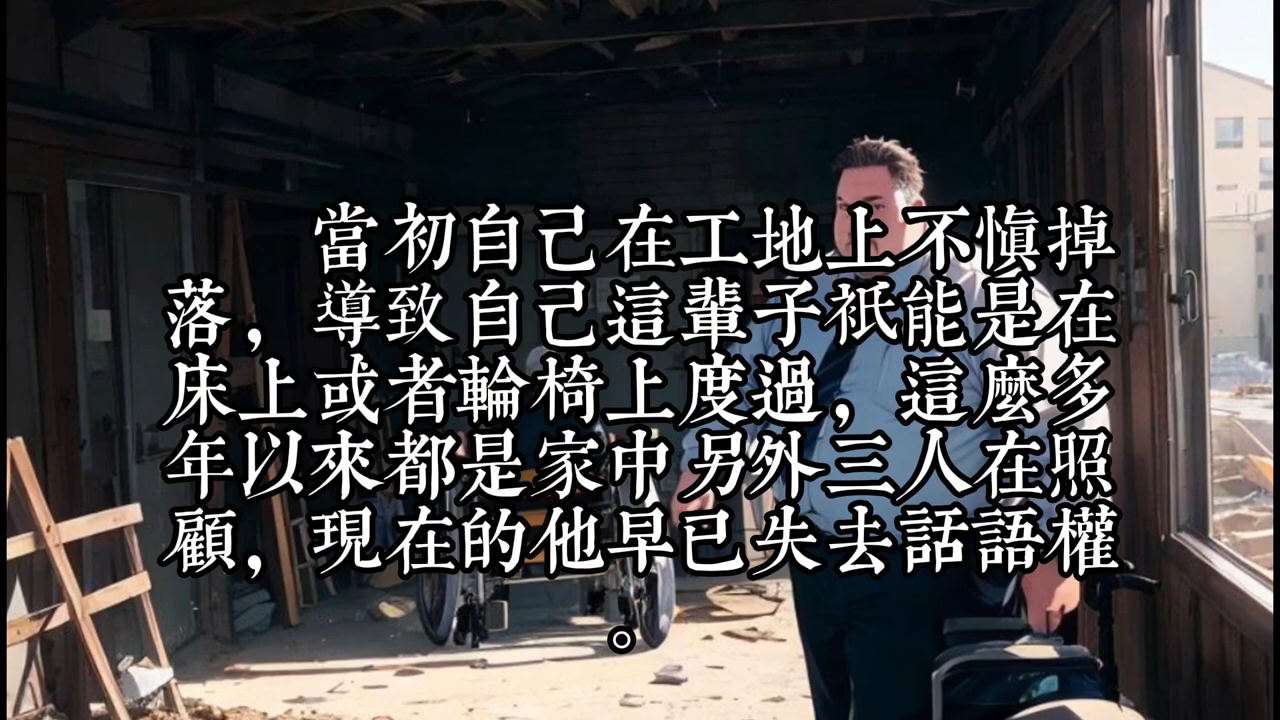 當初自己在工地上不慎掉
落，導致自己這輩子祇能是在
床上或者輪椅上度過，這麼多
年以來都是家中另外三人在照
顧，現在的他早已失去話語權
。